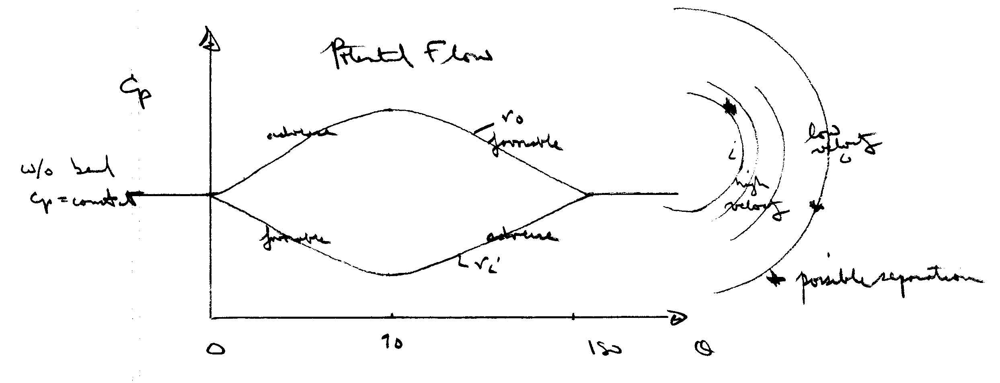 Potential Flow
Cp
adverse
r₀
favorable
w/o bend
Cp = constant
favorable
adverse
rᵢ
0
90
180
θ
i
high
velocity
low
velocity
possible separation